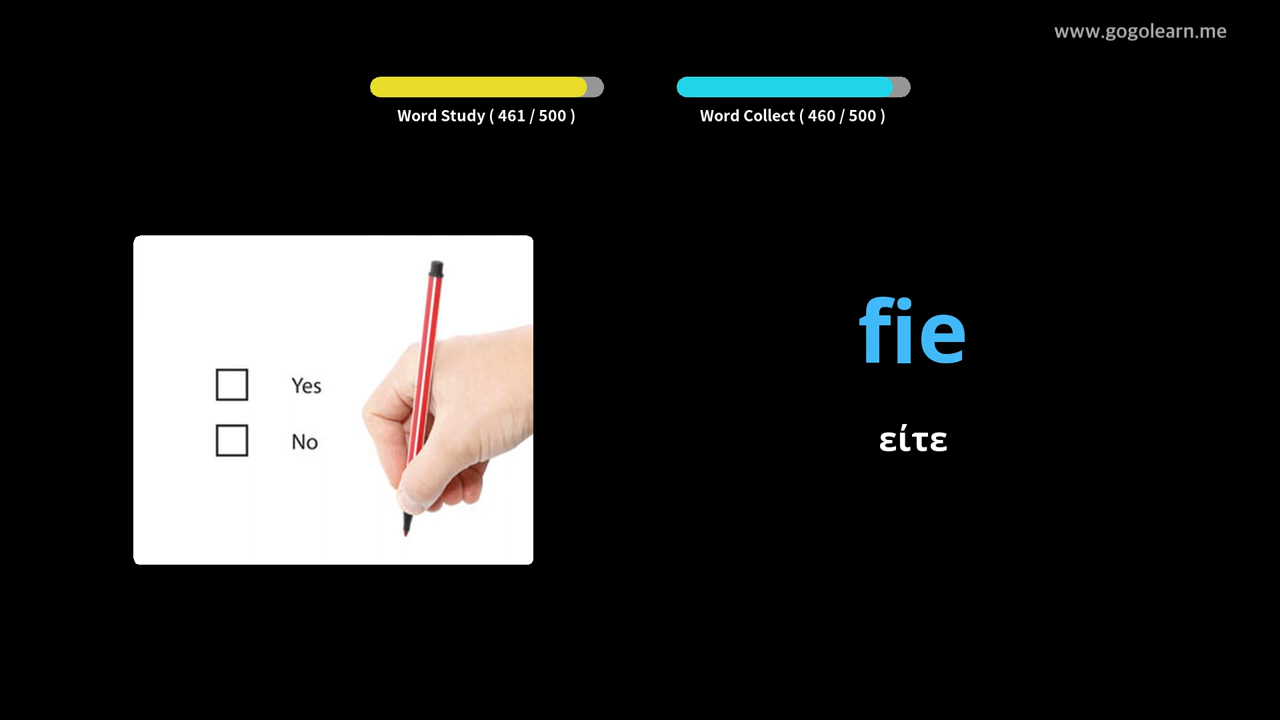 www.gogolearn.me
Word Study ( 461 / 500 )
Word Collect ( 460 / 500 )
Yes
No
fie
είτε